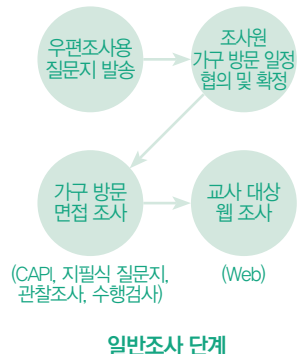 우편조사용
질문지 발송
조사원
가구 방문 일정
협의 및 확정
가구 방문
면접 조사
교사 대상
웹 조사
(CAPI, 지필식 질문지,
관찰조사, 수행검사)
(Web)
일반조사 단계